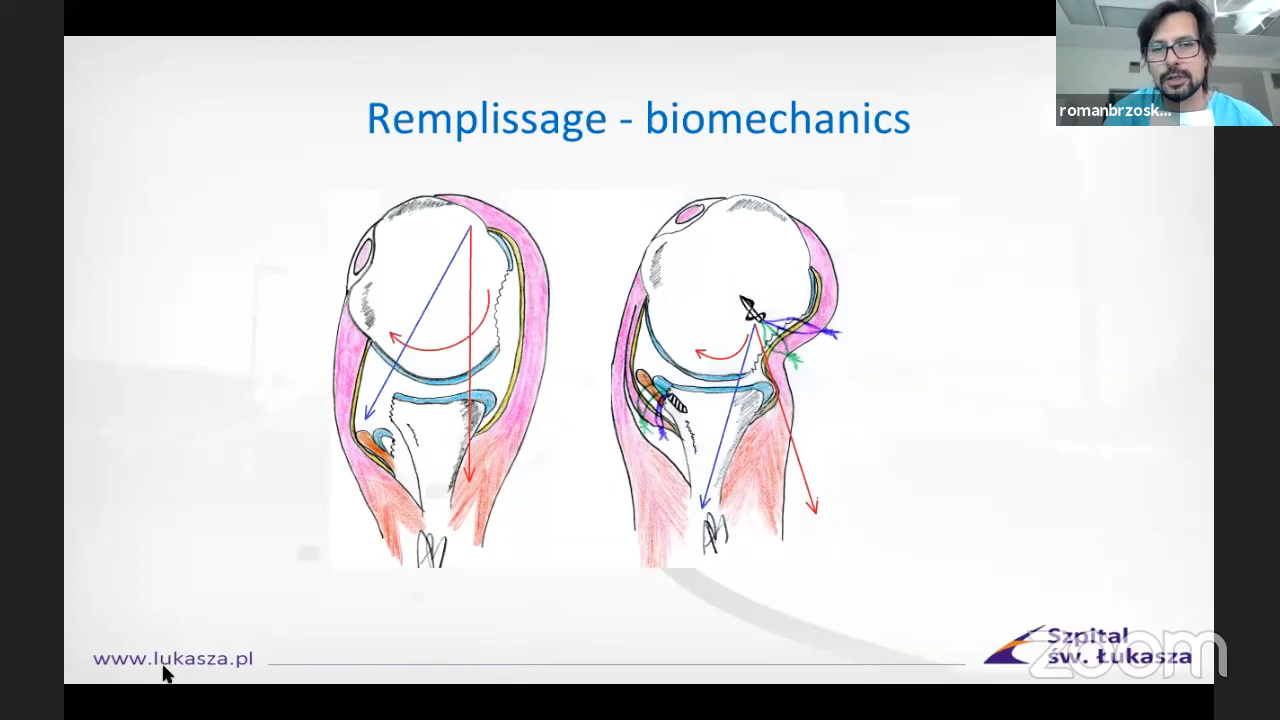 romanbrzosk...
Remplissage - biomechanics
www.lukasza.pl
Szpital
św. Łukasza
zoom